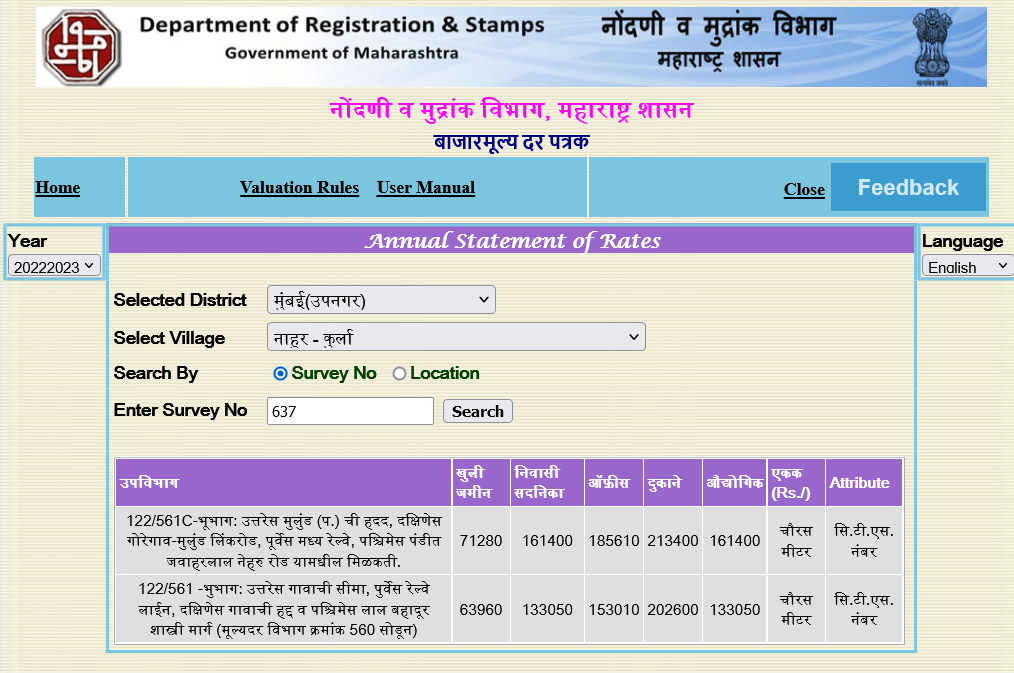 Department of Registration & Stamps
Government of Maharashtra
नोंदणी व मुद्रांक विभाग
महाराष्ट्र शासन
नोंदणी व मुद्रांक विभाग, महाराष्ट्र शासन
बाजारमूल्य दर पत्रक
Home Valuation Rules User Manual Close Feedback
Year
20222023
Annual Statement of Rates
Language
English
Selected District मुंबई(उपनगर)
Select Village नाहूर - कुर्ला
Search By Survey No Location
Enter Survey No 637 Search
उपविभाग खुली जमीन निवासी सदनिका ऑफ़ीस दुकाने औद्योगिक एकक (Rs./) Attribute
122/561C-भूभाग: उत्तरेस मुलुंड (प.) ची हद्द, दक्षिणेस
गोरेगाव-मुलुंड लिंकरोड, पूर्वेस मध्य रेल्वे, पश्चिमेस पंडीत
जवाहरलाल नेहरु रोड यामधील मिळकती.
71280 161400 185610 213400 161400 चौरस मीटर सि.टी.एस. नंबर
122/561 -भुभाग: उत्तरेस गावाची सीमा, पुर्वेस रेल्वे
लाईन, दक्षिणेस गावाची हद्द व पश्चिमेस लाल बहादूर
शास्त्री मार्ग (मूल्यदर विभाग क्रमांक 560 सोडून)
63960 133050 153010 202600 133050 चौरस मीटर सि.टी.एस. नंबर